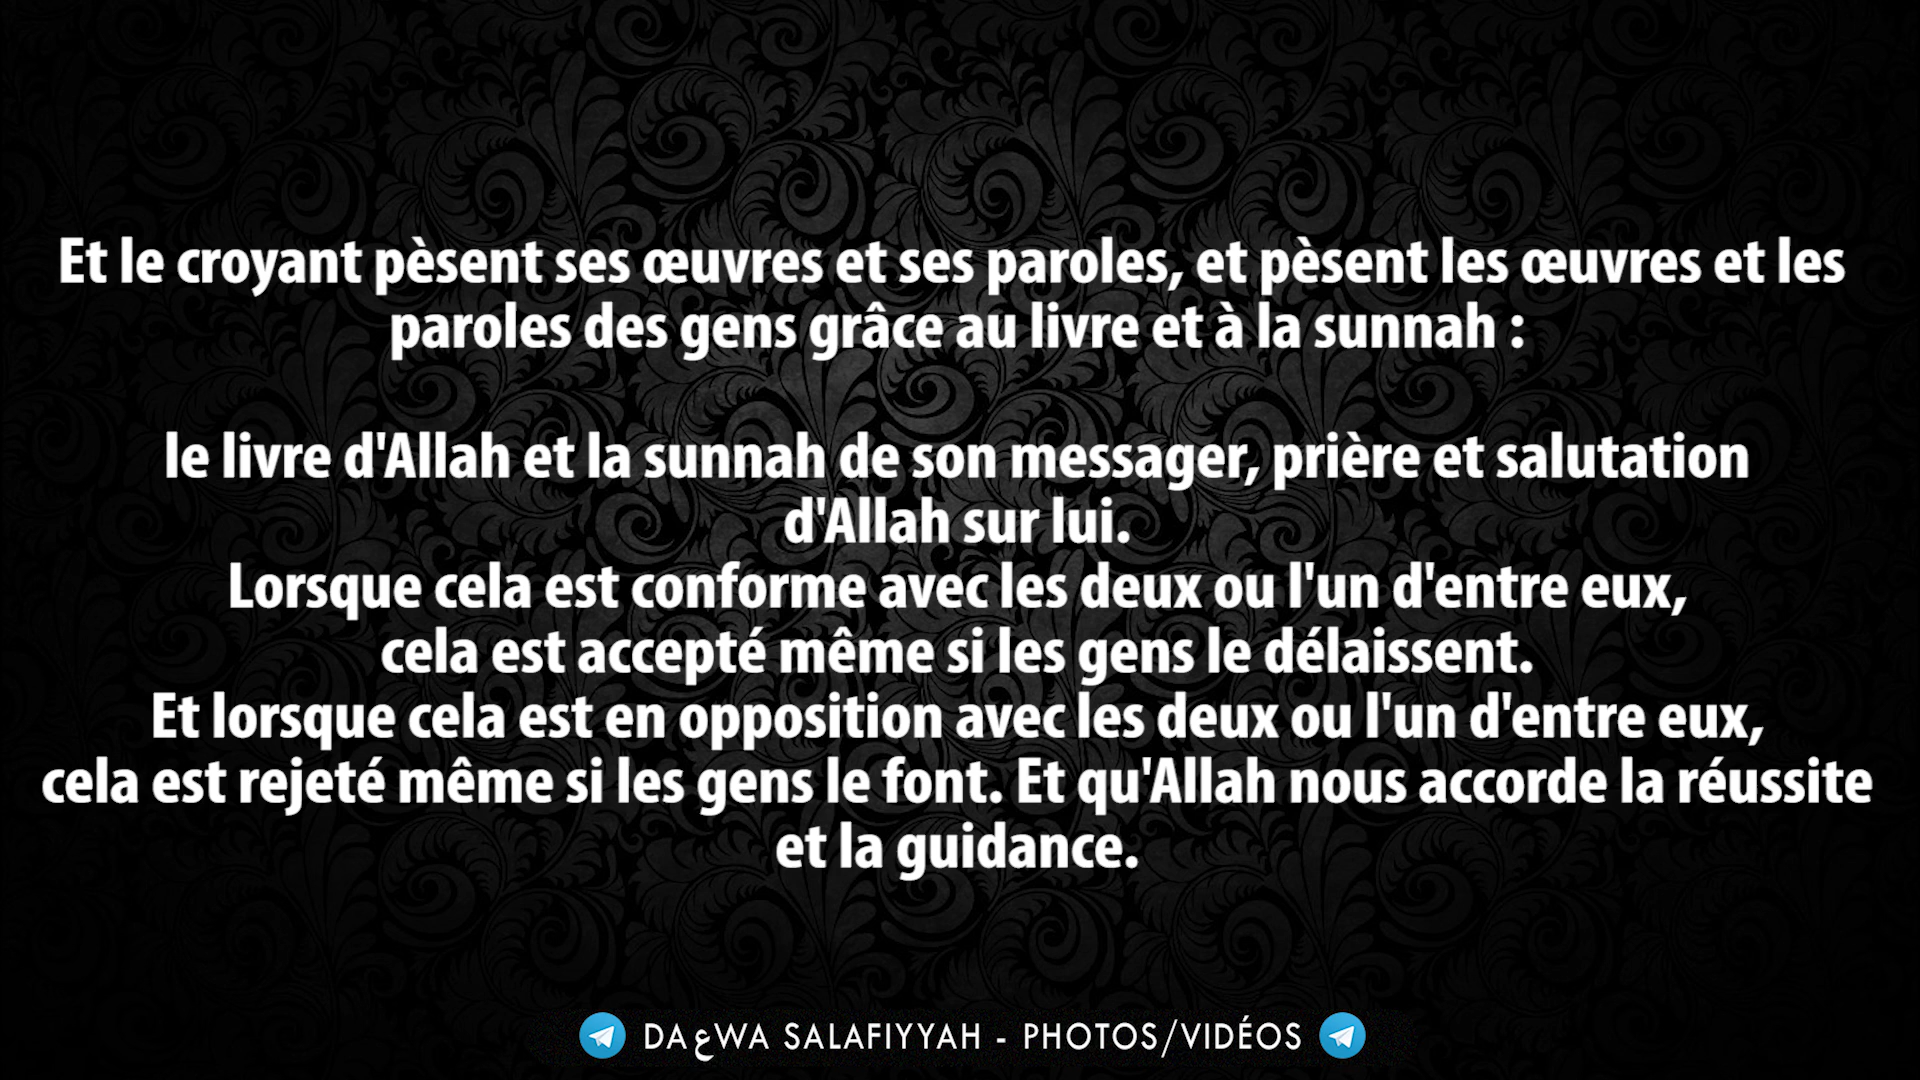 Et le croyant pèsent ses œuvres et ses paroles, et pèsent les œuvres et les
paroles des gens grâce au livre et à la sunnah :
le livre d'Allah et la sunnah de son messager, prière et salutation
d'Allah sur lui.
Lorsque cela est conforme avec les deux ou l'un d'entre eux,
cela est accepté même si les gens le délaissent.
Et lorsque cela est en opposition avec les deux ou l'un d'entre eux,
cela est rejeté même si les gens le font. Et qu'Allah nous accorde la réussite
et la guidance.
DAعWA SALAFIYYAH - PHOTOS/VIDÉOS